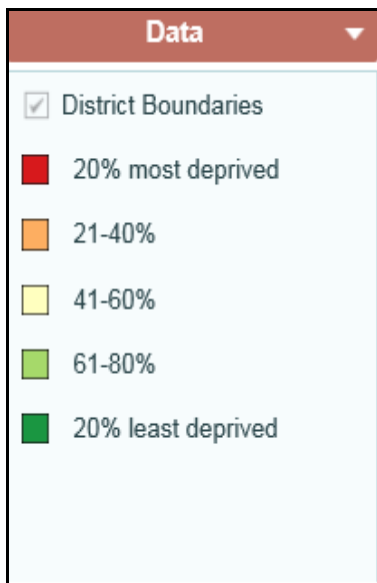 Data
District Boundaries
20% most deprived
21-40%
41-60%
61-80%
20% least deprived